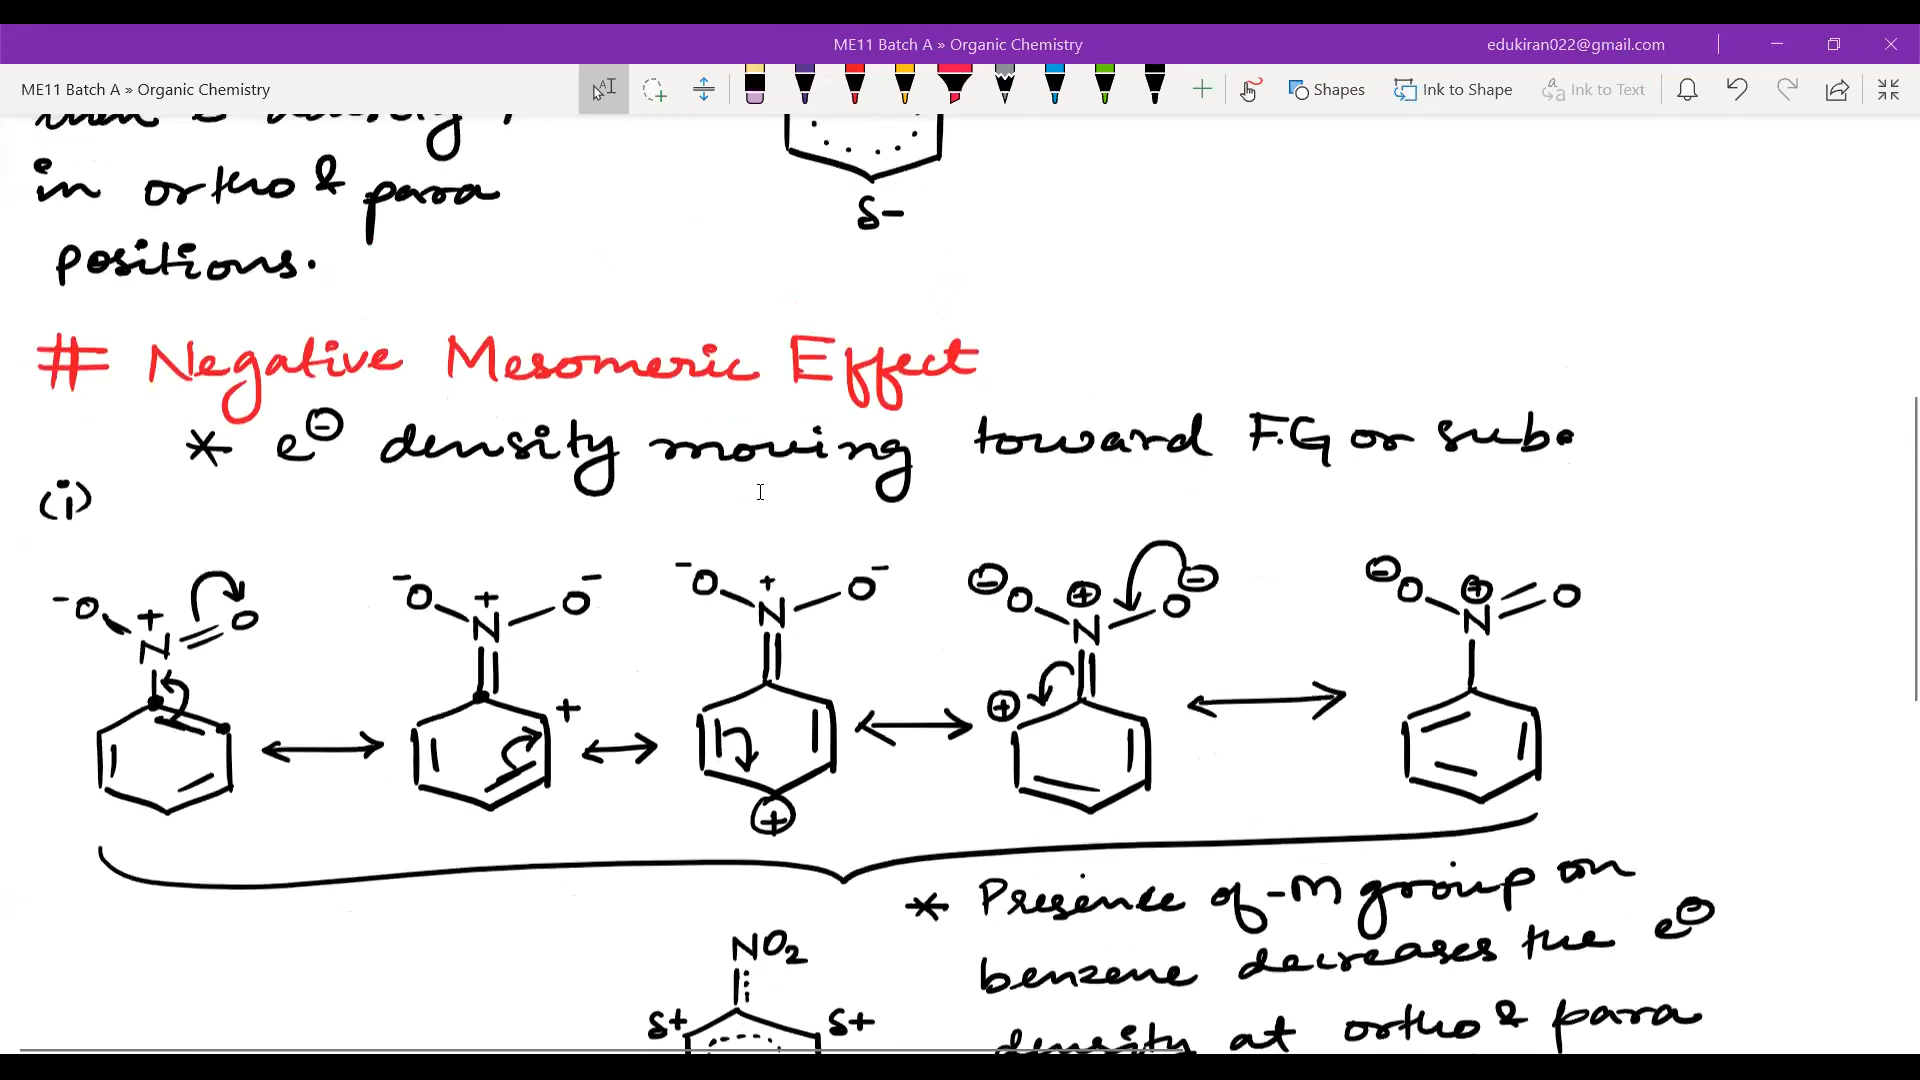 ME11 Batch A » Organic Chemistry
edukiran022@gmail.com
ME11 Batch A » Organic Chemistry
Shapes
Ink to Shape
Ink to Text
density
in ortho & para
positions.
δ-
# Negative Mesomeric Effect
* e⊖ density moving toward F.G or sub.
(i)
-O + N O
-O + N O-
-O + N O-
⊖ O ⊕ N O ⊖
⊖ O ⊕ N O
+
⊕
⊕
* Presence of -M group on
benzene decreases the e⊖
density at ortho & para
NO2
δ+ δ+